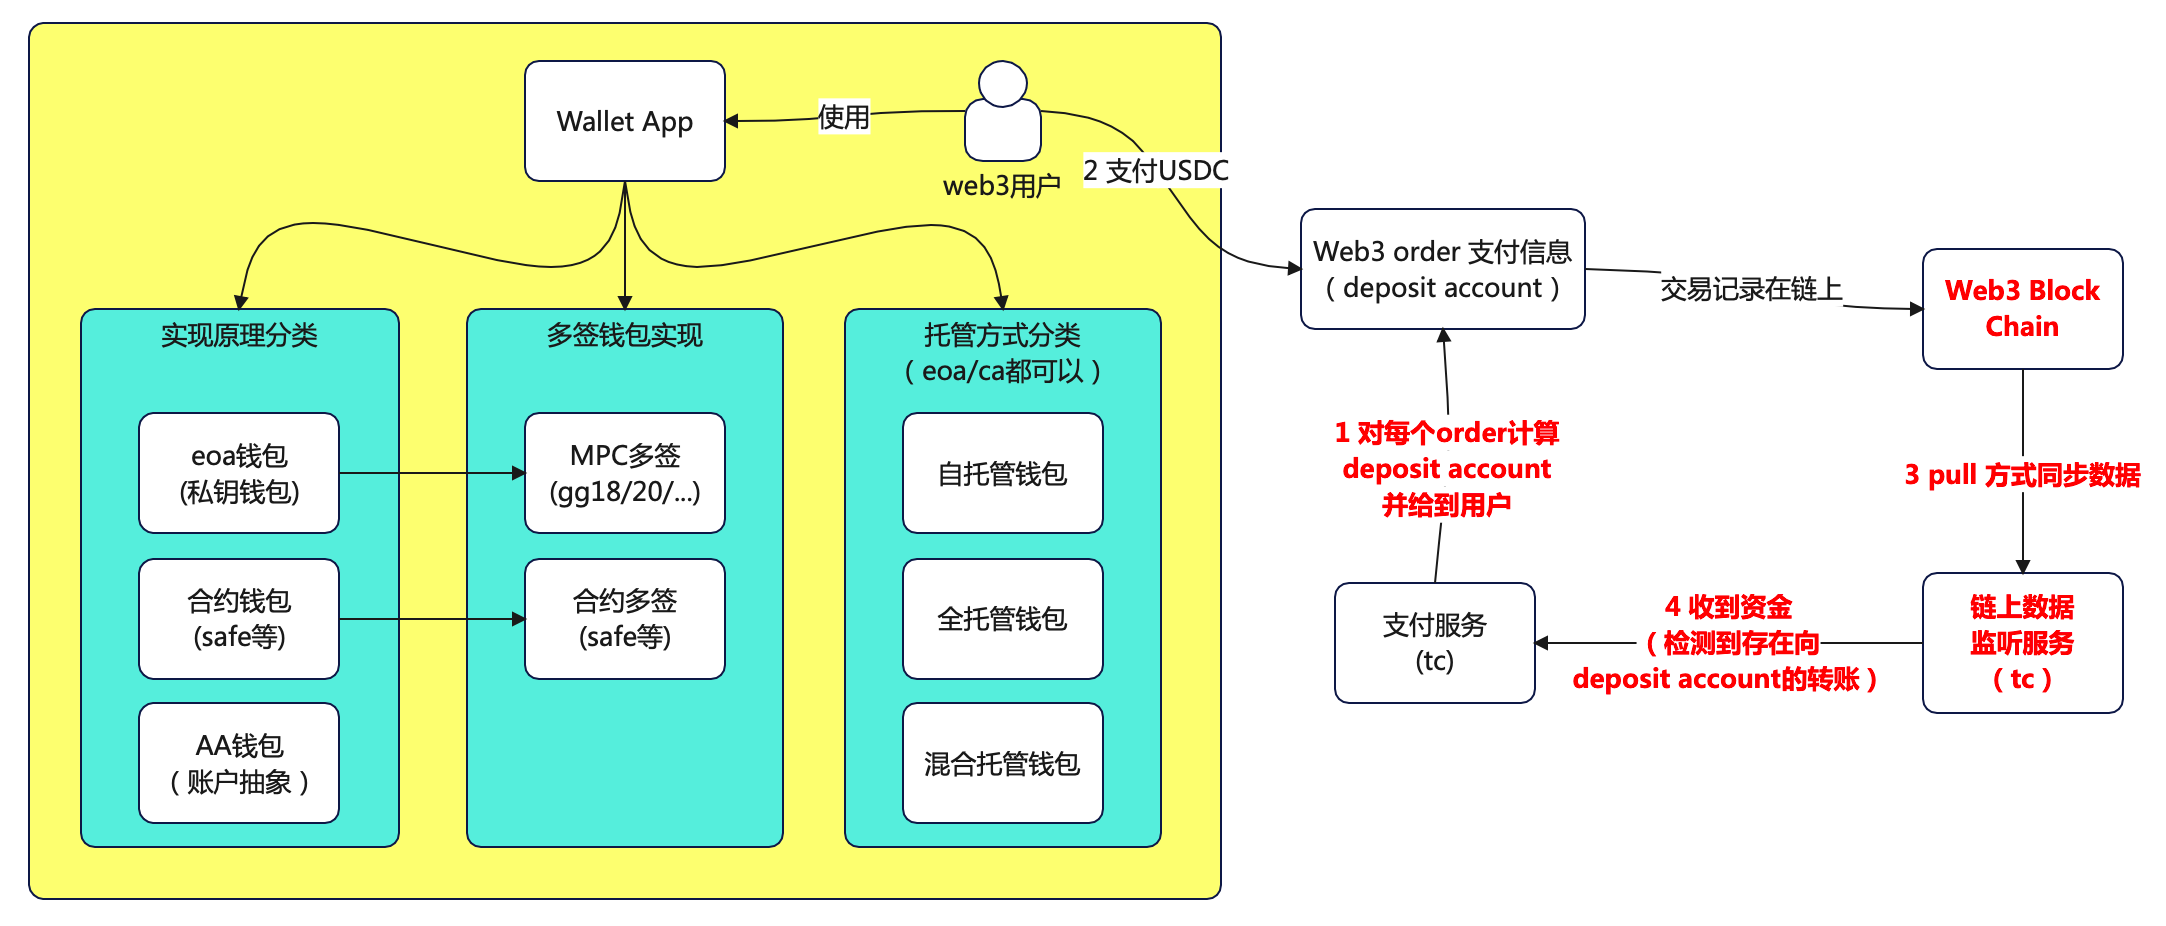 Wallet App
使用
web3用户
2 支付USDC
实现原理分类
eoa钱包
(私钥钱包)
合约钱包
(safe等)
AA钱包
（账户抽象）
多签钱包实现
MPC多签
(gg18/20/...)
合约多签
(safe等)
托管方式分类
（eoa/ca都可以）
自托管钱包
全托管钱包
混合托管钱包
Web3 order 支付信息
（deposit account）
交易记录在链上
Web3 Block
Chain
1 对每个order计算
deposit account
并给到用户
3 pull 方式同步数据
支付服务
(tc)
4 收到资金
（检测到存在向
deposit account的转账）
链上数据
监听服务
（tc）